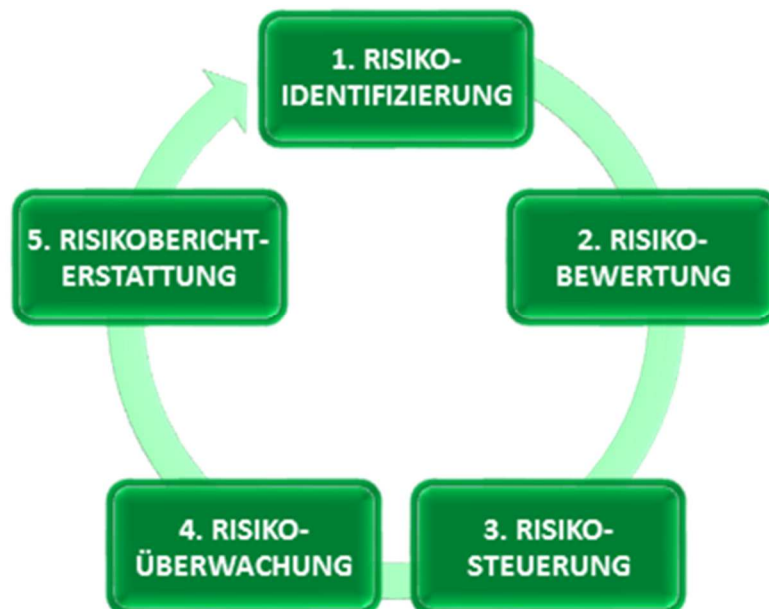 1. RISIKO-
IDENTIFIZIERUNG
2. RISIKO-
BEWERTUNG
3. RISIKO-
STEUERUNG
4. RISIKO-
ÜBERWACHUNG
5. RISIKOBERICHT-
ERSTATTUNG